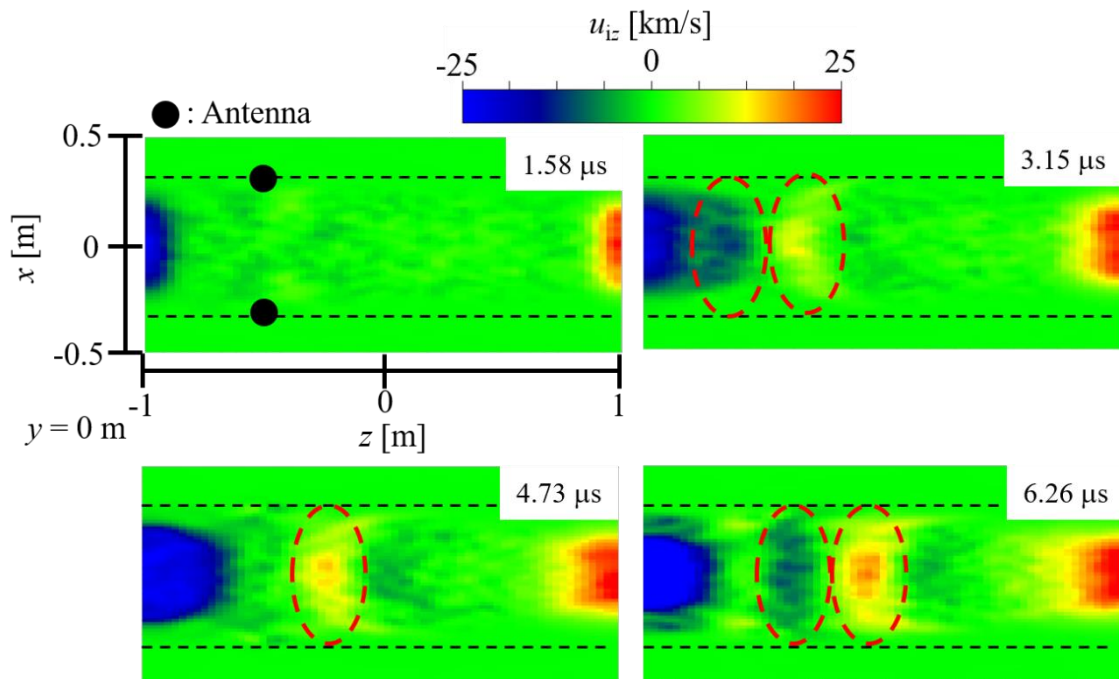 u_iz [km/s]
-25 0 25
● : Antenna
0.5
1.58 μs
3.15 μs
x [m]
0
-0.5
-1 0 1
y = 0 m
z [m]
4.73 μs
6.26 μs